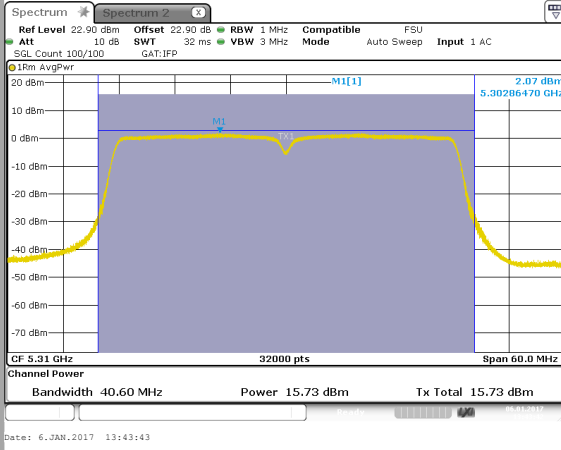 Spectrum
Spectrum 2
X
Ref Level 22.90 dBm Offset 22.90 dB RBW 1 MHz Compatible FSU
Att 10 dB SWT 32 ms VBW 3 MHz Mode Auto Sweep Input 1 AC
SGL Count 100/100 GAT:IFP
1Rm AvgPwr
M1[1] 2.07 dBm
5.30286470 GHz
20 dBm
10 dBm
M1
TX1
0 dBm
-10 dBm
-20 dBm
-30 dBm
-40 dBm
-50 dBm
-60 dBm
-70 dBm
CF 5.31 GHz 32000 pts Span 60.0 MHz
Channel Power
Bandwidth 40.60 MHz Power 15.73 dBm Tx Total 15.73 dBm
Ready 06.01.2017
Date: 6.JAN.2017 13:43:43